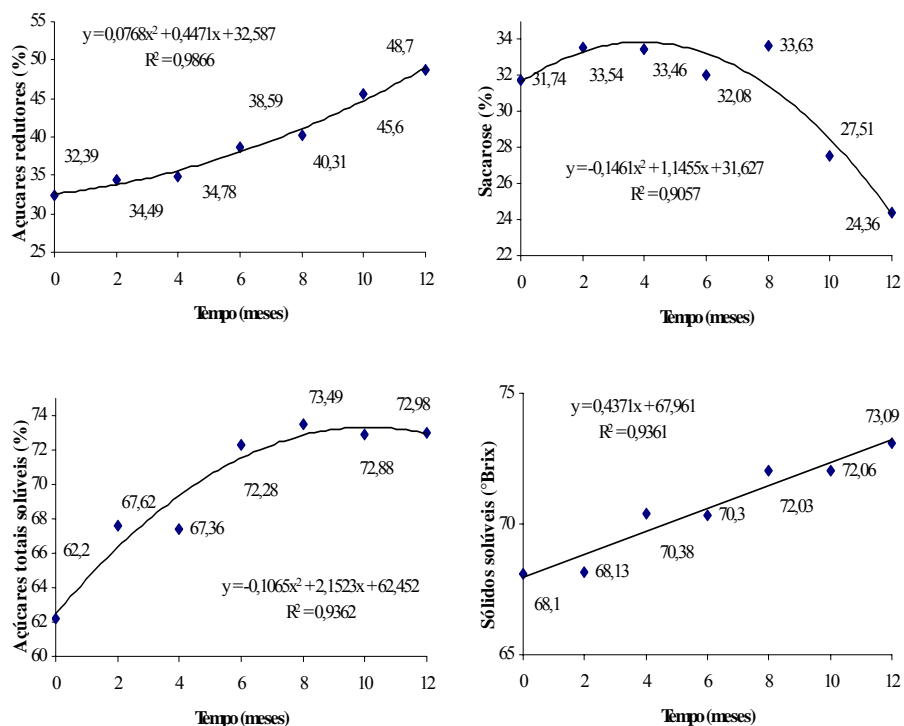 55
50
45
40
35
30
25
Açucares redutores (%)
y = 0,0768x² + 0,4471x + 32,587
R² = 0,9866
32,39
34,49
34,78
38,59
40,31
45,6
48,7
0 2 4 6 8 10 12
Tempo (meses)
34
32
30
28
26
24
22
Sacarose (%)
31,74
33,54
33,46
32,08
33,63
27,51
24,36
y = -0,1461x² + 1,1455x + 31,627
R² = 0,9057
0 2 4 6 8 10 12
Tempo (meses)
74
72
70
68
66
64
62
60
Açúcares totais solúveis (%)
62,2
67,62
67,36
72,28
73,49
72,88
72,98
y = -0,1065x² + 2,1523x + 62,452
R² = 0,9362
0 2 4 6 8 10 12
Tempo (meses)
75
70
65
Sólidos solúveis (°Brix
y = 0,4371x + 67,961
R² = 0,9361
68,1
68,13
70,38
70,3
72,03
72,06
73,09
0 2 4 6 8 10 12
Tempo (meses)